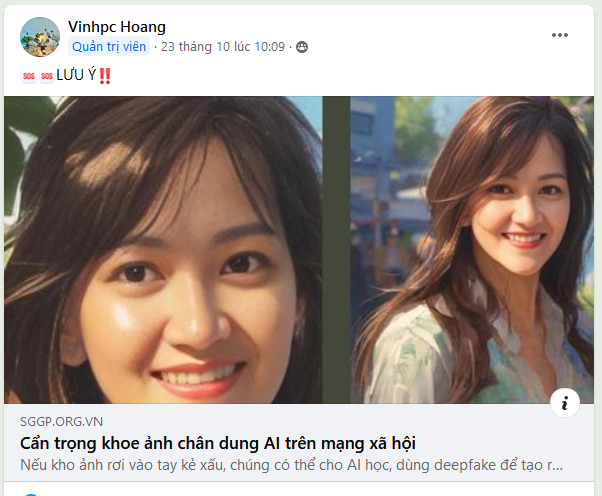 Vinhpc Hoang
Quản trị viên · 23 tháng 10 lúc 10:09 ·
🆘 🆘 LƯU Ý‼️
SGGP.ORG.VN
Cẩn trọng khoe ảnh chân dung AI trên mạng xã hội
Nếu kho ảnh rơi vào tay kẻ xấu, chúng có thể cho AI học, dùng deepfake để tạo r...